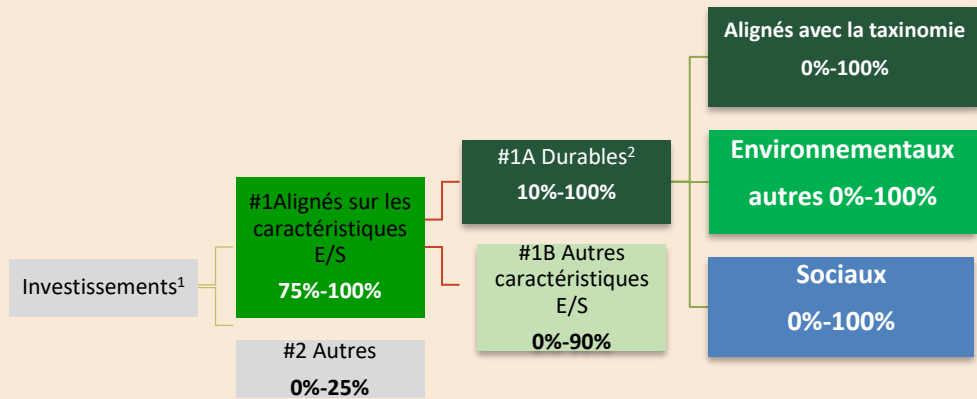 Investissements¹
#1Alignés sur les
caractéristiques
E/S
75%-100%
#2 Autres
0%-25%
#1A Durables²
10%-100%
#1B Autres
caractéristiques
E/S
0%-90%
Alignés avec la taxinomie
0%-100%
Environnementaux
autres 0%-100%
Sociaux
0%-100%